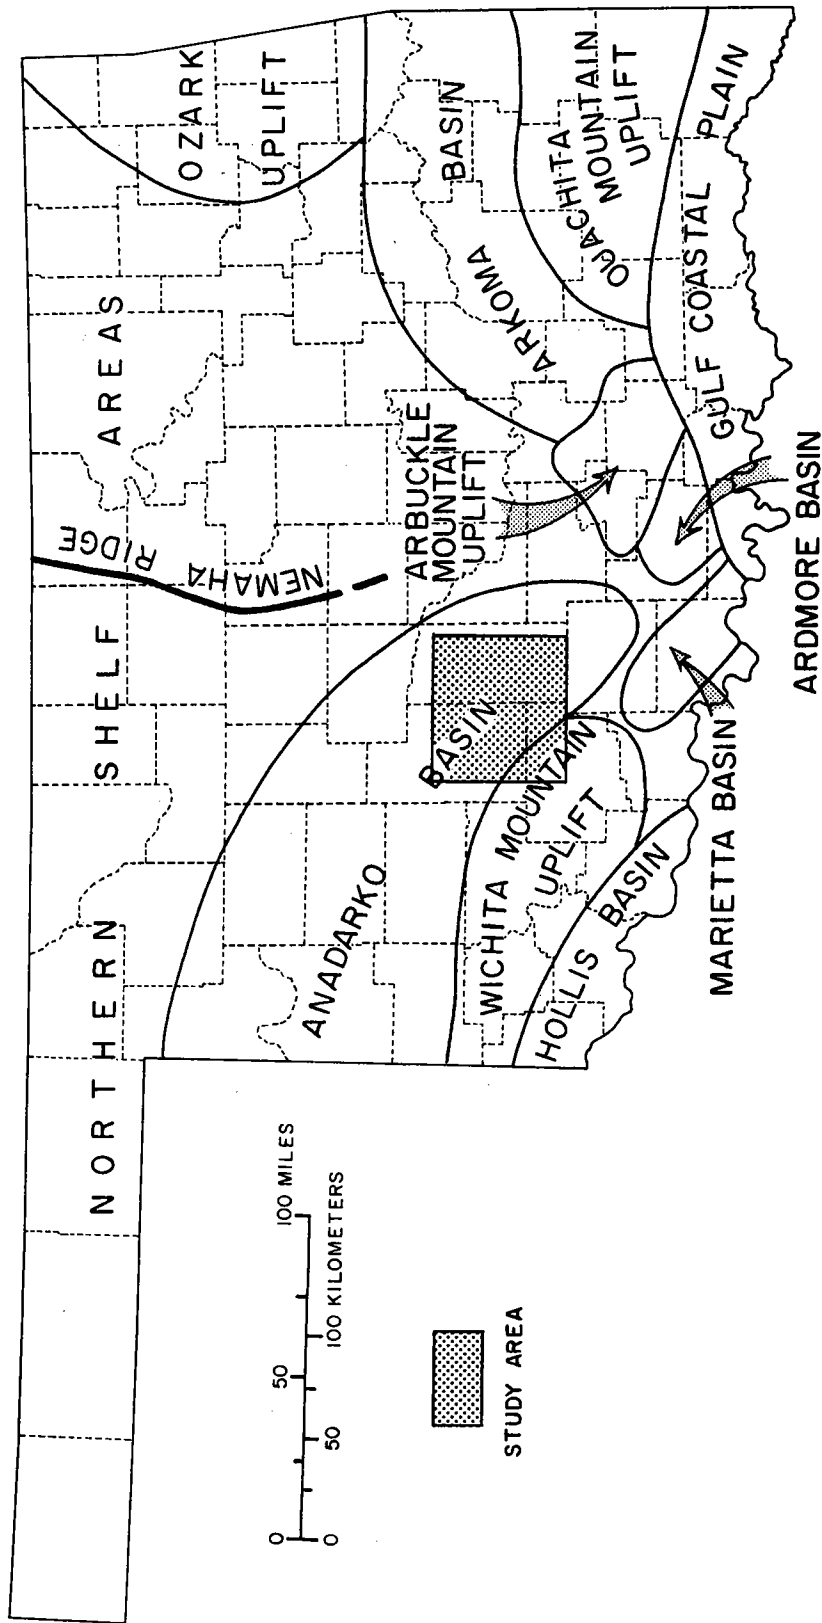 NORTHERN SHELF AREAS
OZARK
UPLIFT
NEMAHA RIDGE
ANADARKO BASIN
ARBUCKLE
MOUNTAIN
UPLIFT
ARKOMA BASIN
OUACHITA
MOUNTAIN
UPLIFT
WICHITA MOUNTAIN
UPLIFT
HOLLIS BASIN
GULF COASTAL PLAIN
MARIETTA BASIN
ARDMORE BASIN
0 50 100 MILES
0 50 100 KILOMETERS
STUDY AREA